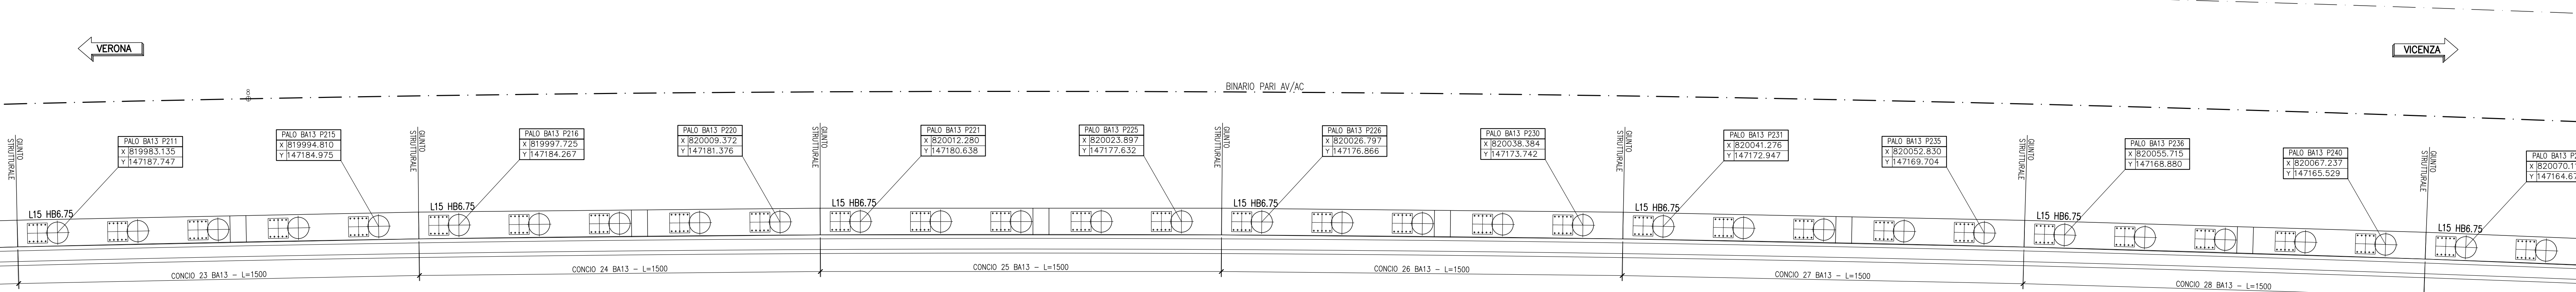 VERONA
VICENZA
BINARIO PARI AV/AC
GIUNTO
STRUTTURALE
PALO BA13 P211
X 819983.135
Y 147187.747
PALO BA13 P215
X 819994.810
Y 147184.975
GIUNTO
STRUTTURALE
PALO BA13 P216
X 819997.725
Y 147184.267
PALO BA13 P220
X 820009.372
Y 147181.376
GIUNTO
STRUTTURALE
PALO BA13 P221
X 820012.280
Y 147180.638
PALO BA13 P225
X 820023.897
Y 147177.632
GIUNTO
STRUTTURALE
PALO BA13 P226
X 820026.797
Y 147176.866
PALO BA13 P230
X 820038.384
Y 147173.742
GIUNTO
STRUTTURALE
PALO BA13 P231
X 820041.276
Y 147172.947
PALO BA13 P235
X 820052.830
Y 147169.704
GIUNTO
STRUTTURALE
PALO BA13 P236
X 820055.715
Y 147168.880
PALO BA13 P240
X 820067.237
Y 147165.529
GIUNTO
STRUTTURALE
PALO BA13
X
Y
L15 HB6.75
L15 HB6.75
L15 HB6.75
L15 HB6.75
L15 HB6.75
L15 HB6.75
L15 HB6.75
CONCIO 23 BA13 - L=1500
CONCIO 24 BA13 - L=1500
CONCIO 25 BA13 - L=1500
CONCIO 26 BA13 - L=1500
CONCIO 27 BA13 - L=1500
CONCIO 28 BA13 - L=1500